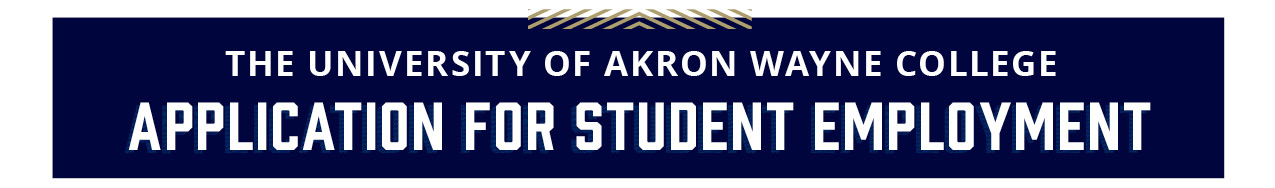 THE UNIVERSITY OF AKRON WAYNE COLLEGE
APPLICATION FOR STUDENT EMPLOYMENT